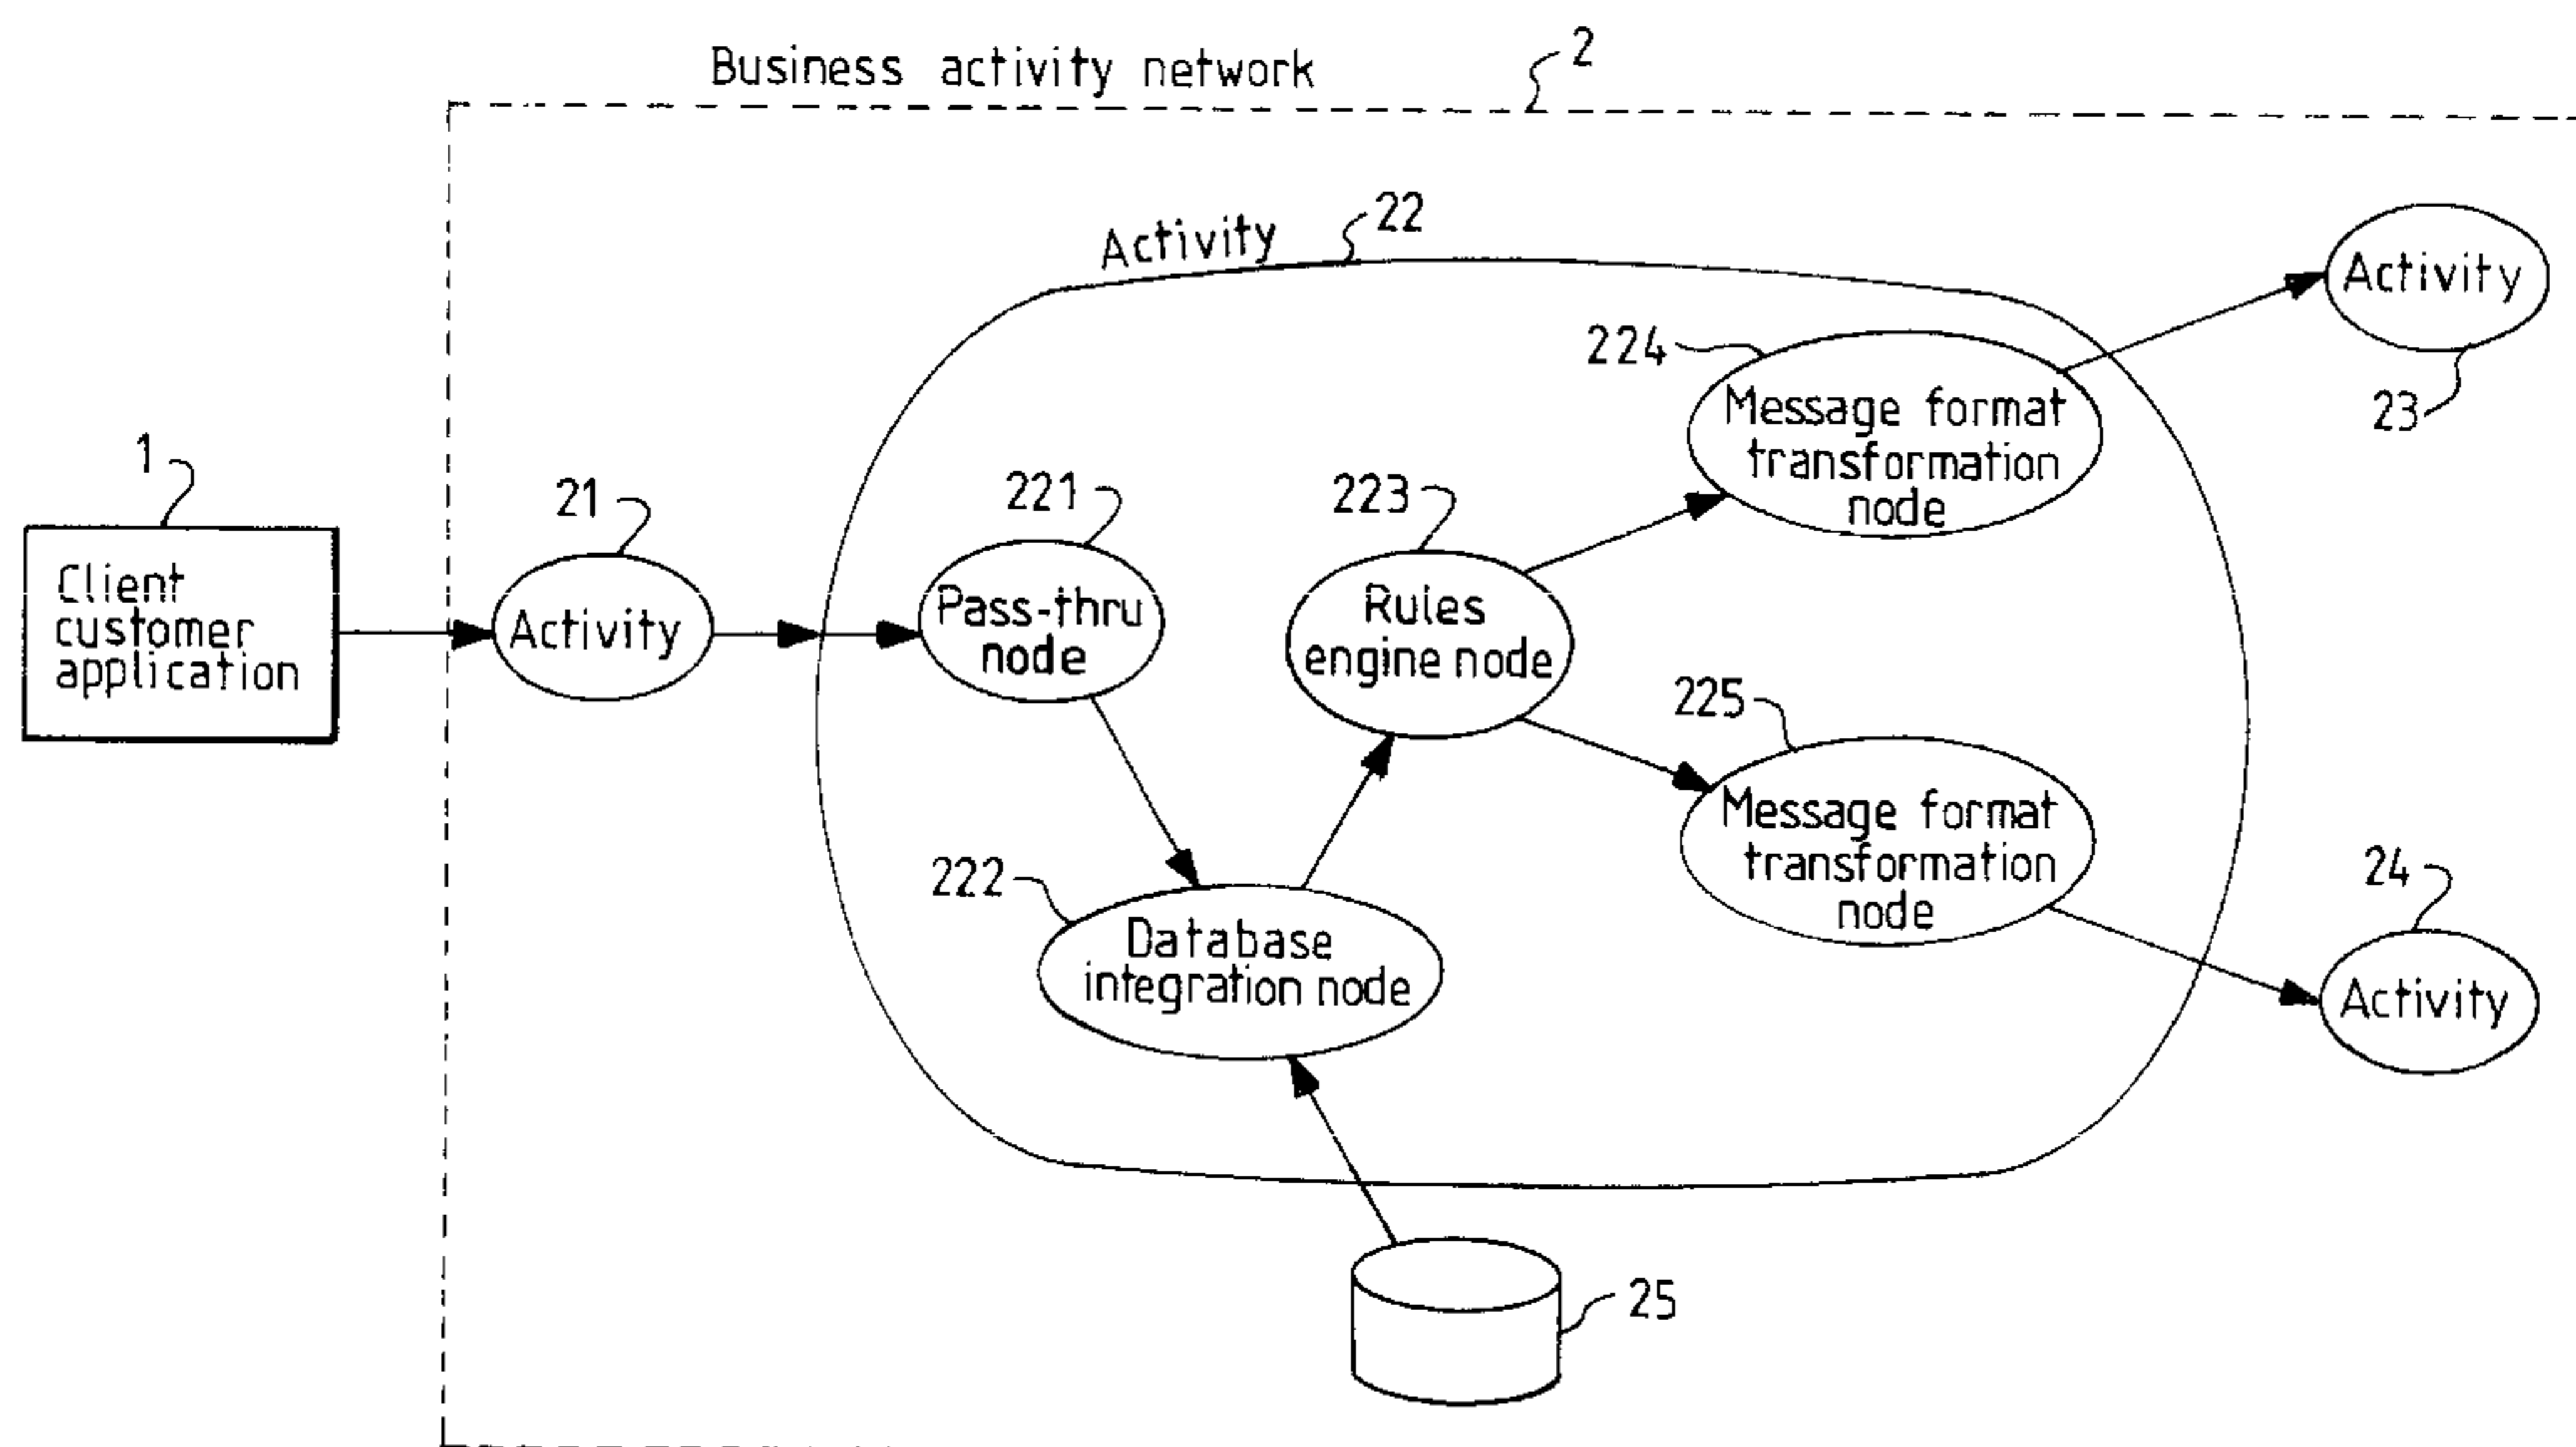 Business activity network
2
Activity
22
Activity
23
224
Message format
transformation
node
1
Client
customer
application
21
Activity
221
Pass-thru
node
223
Rules
engine node
225
Message format
transformation
node
222
Database
integration node
24
Activity
25